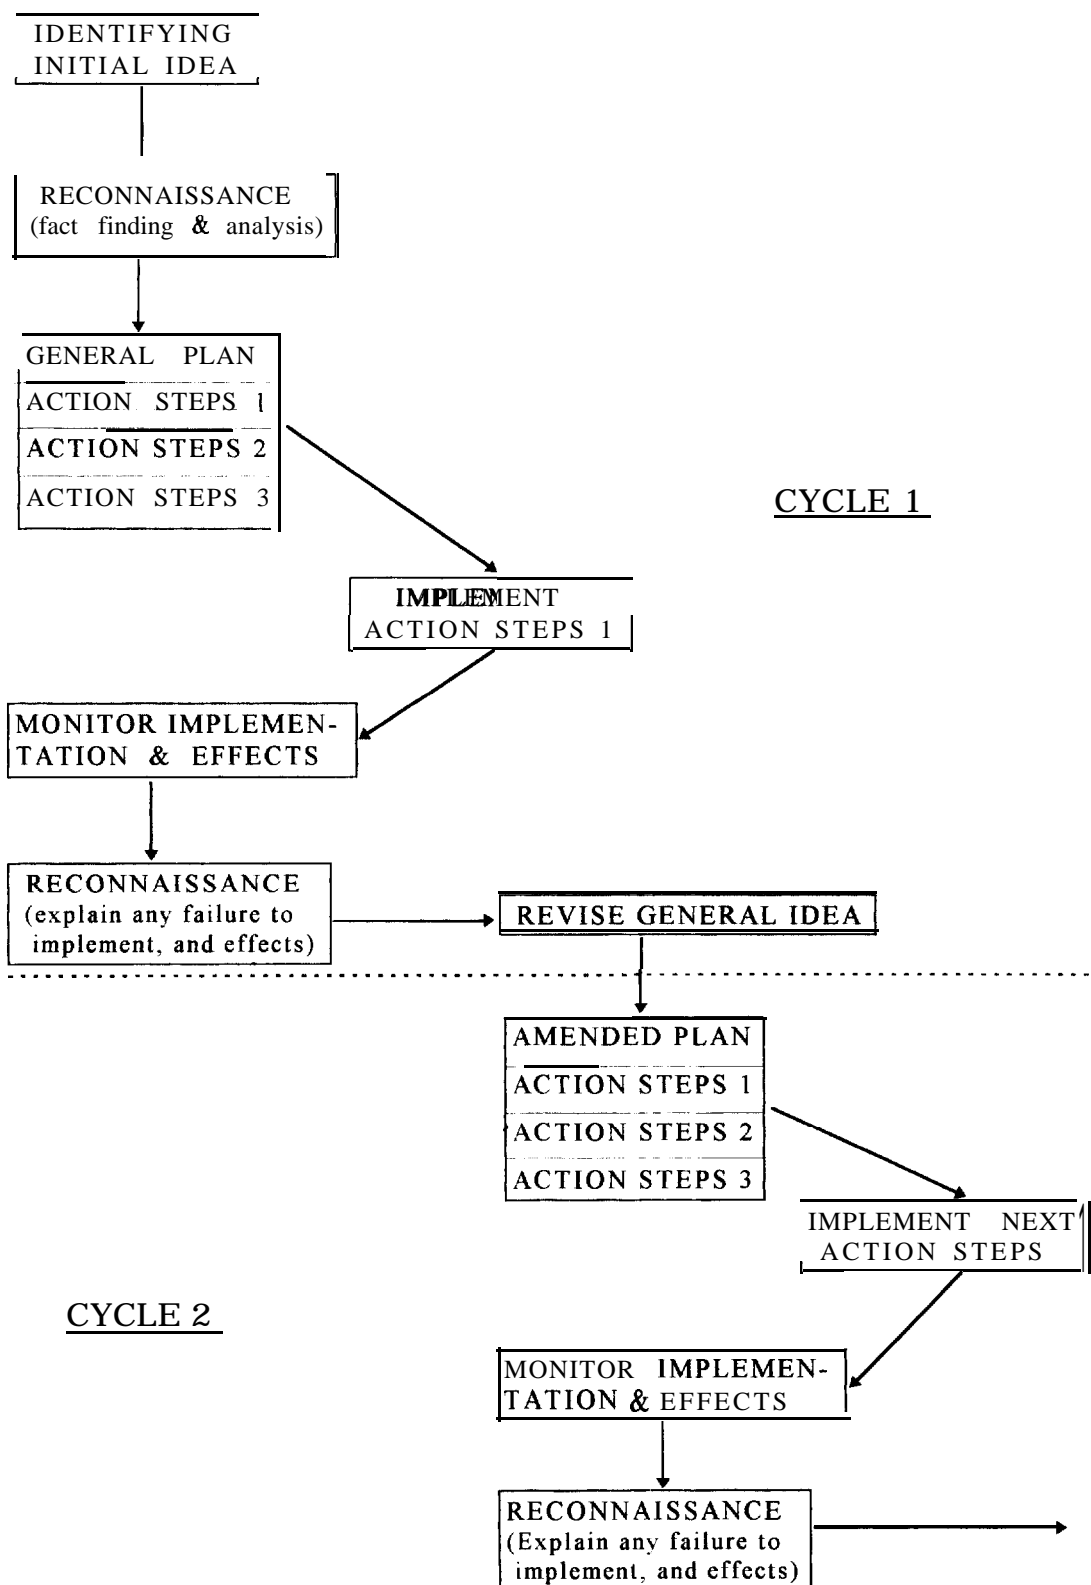 IDENTIFYING
INITIAL IDEA
RECONNAISSANCE
(fact finding & analysis)
GENERAL PLAN
ACTION STEPS 1
ACTION STEPS 2
ACTION STEPS 3
CYCLE 1
IMPLEMENT
ACTION STEPS 1
MONITOR IMPLEMEN-
TATION & EFFECTS
RECONNAISSANCE
(explain any failure to
implement, and effects)
REVISE GENERAL IDEA
AMENDED PLAN
ACTION STEPS 1
ACTION STEPS 2
ACTION STEPS 3
IMPLEMENT NEXT
ACTION STEPS
CYCLE 2
MONITOR IMPLEMEN-
TATION & EFFECTS
RECONNAISSANCE
(Explain any failure to
implement, and effects)